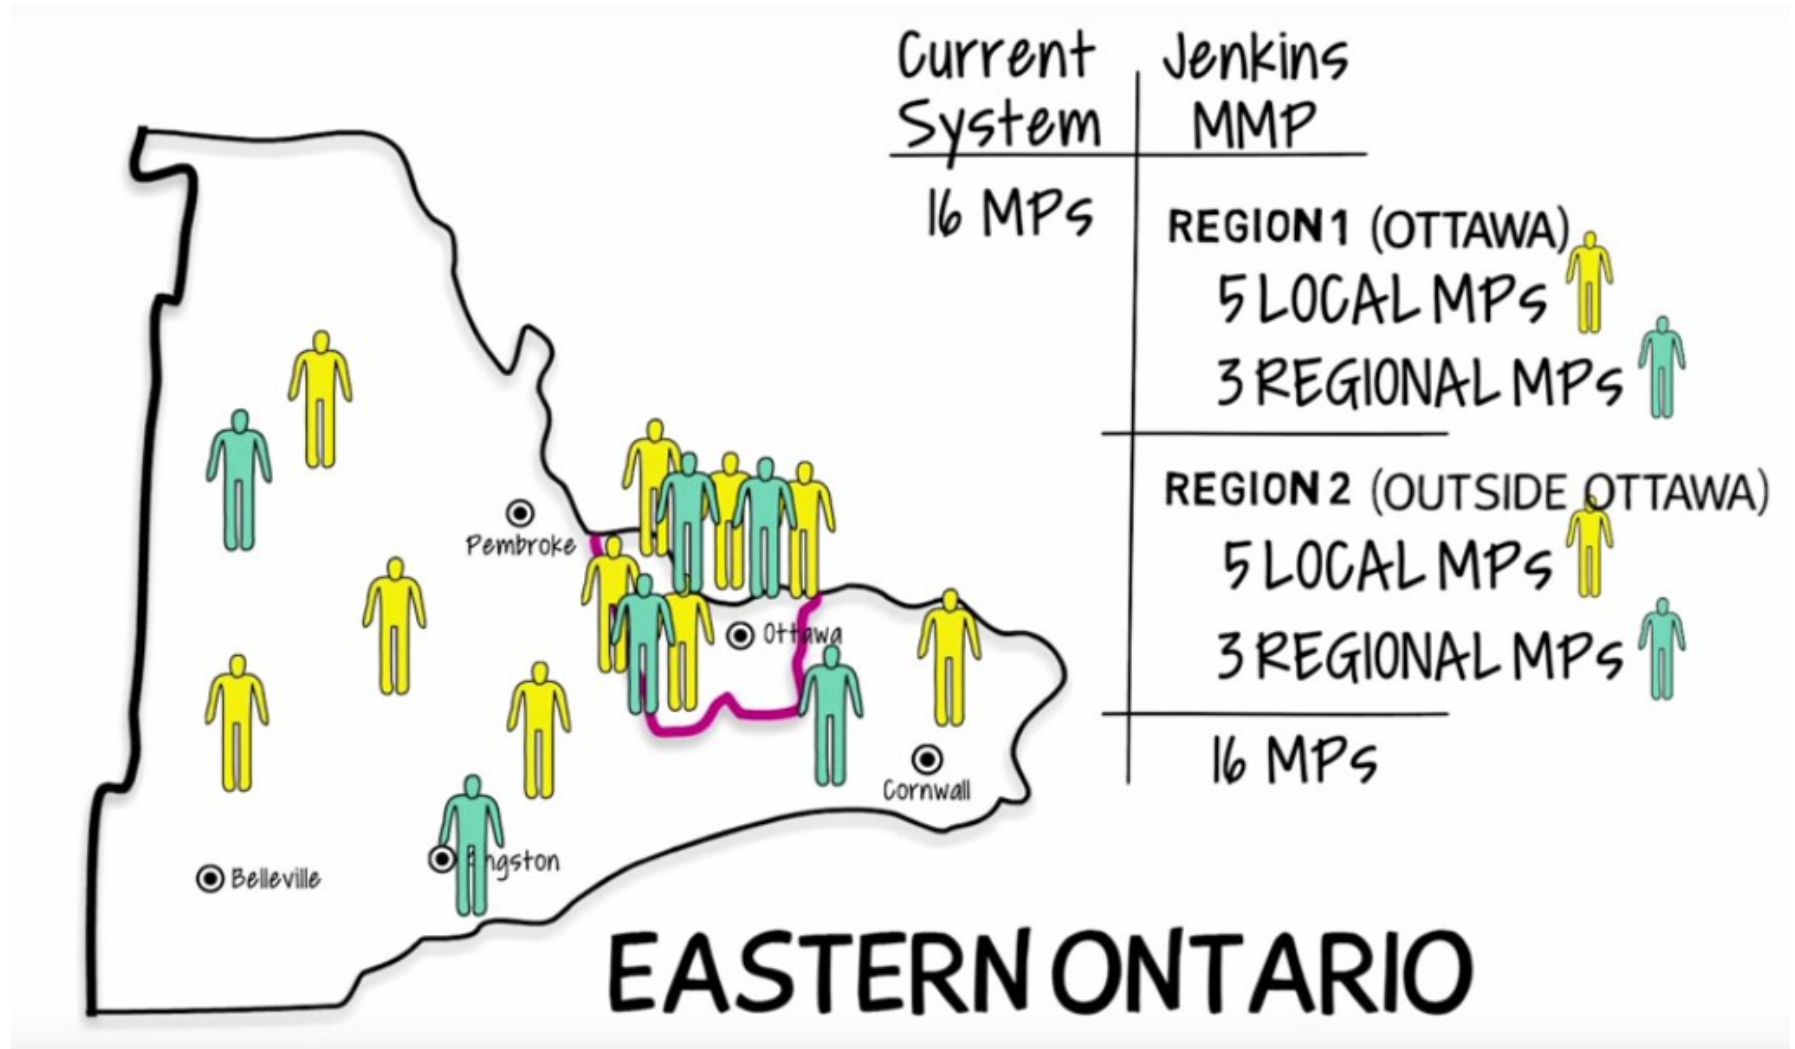 Current
System
Jenkins
MMP
16 MPs
REGION 1 (OTTAWA)
5 LOCAL MPs
3 REGIONAL MPs
REGION 2 (OUTSIDE OTTAWA)
5 LOCAL MPs
3 REGIONAL MPs
16 MPs
Pembroke
Ottawa
Cornwall
ngston
Belleville
EASTERN ONTARIO